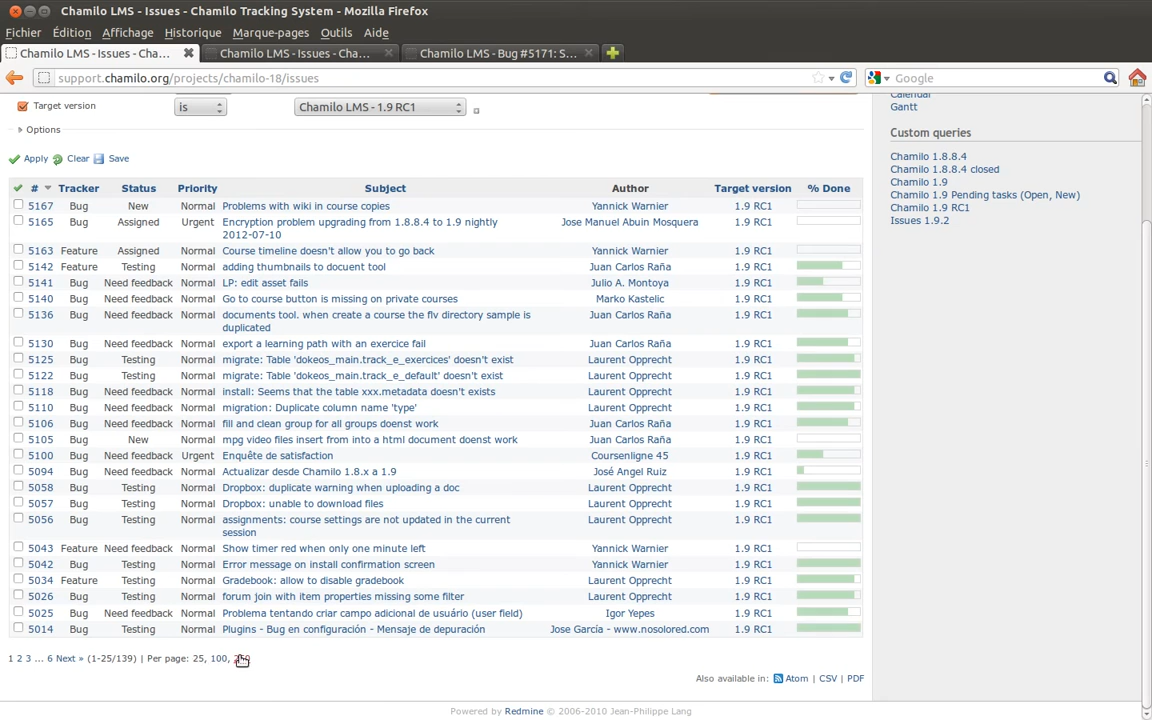 Chamilo LMS - Issues - Chamilo Tracking System - Mozilla Firefox
Fichier Édition Affichage Historique Marque-pages Outils Aide
Chamilo LMS - Issues - Cha... Chamilo LMS - Issues - Cha... Chamilo LMS - Bug #5171: S...
support.chamilo.org/projects/chamilo-18/issues Google
Target version is Chamilo LMS - 1.9 RC1
Gantt
Options
Custom queries
Apply Clear Save
Chamilo 1.8.8.4
Chamilo 1.8.8.4 closed
Chamilo 1.9
Chamilo 1.9 Pending tasks (Open, New)
Chamilo 1.9 RC1
Issues 1.9.2
# Tracker Status Priority Subject Author Target version % Done
5167 Bug New Normal Problems with wiki in course copies Yannick Warnier 1.9 RC1
5165 Bug Assigned Urgent Encryption problem upgrading from 1.8.8.4 to 1.9 nightly Jose Manuel Abuin Mosquera 1.9 RC1
2012-07-10
5163 Feature Assigned Normal Course timeline doesn't allow you to go back Yannick Warnier 1.9 RC1
5142 Feature Testing Normal adding thumbnails to docuent tool Juan Carlos Raña 1.9 RC1
5141 Bug Need feedback Normal LP: edit asset fails Julio A. Montoya 1.9 RC1
5140 Bug Need feedback Normal Go to course button is missing on private courses Marko Kastelic 1.9 RC1
5136 Bug Need feedback Normal documents tool. when create a course the flv directory sample is Juan Carlos Raña 1.9 RC1
duplicated
5130 Bug Need feedback Normal export a learning path with an exercice fail Juan Carlos Raña 1.9 RC1
5125 Bug Testing Normal migrate: Table 'dokeos_main.track_e_exercices' doesn't exist Laurent Opprecht 1.9 RC1
5122 Bug Testing Normal migrate: Table 'dokeos_main.track_e_default' doesn't exist Laurent Opprecht 1.9 RC1
5118 Bug Need feedback Normal install: Seems that the table xxx.metadata doesn't exists Laurent Opprecht 1.9 RC1
5110 Bug Need feedback Normal migration: Duplicate column name 'type' Laurent Opprecht 1.9 RC1
5106 Bug Need feedback Normal fill and clean group for all groups doenst work Juan Carlos Raña 1.9 RC1
5105 Bug New Normal mpg video files insert from into a html document doenst work Juan Carlos Raña 1.9 RC1
5100 Bug Need feedback Urgent Enquête de satisfaction Coursenligne 45 1.9 RC1
5094 Bug Need feedback Normal Actualizar desde Chamilo 1.8.x a 1.9 José Angel Ruiz 1.9 RC1
5058 Bug Testing Normal Dropbox: duplicate warning when uploading a doc Laurent Opprecht 1.9 RC1
5057 Bug Testing Normal Dropbox: unable to download files Laurent Opprecht 1.9 RC1
5056 Bug Testing Normal assignments: course settings are not updated in the current Laurent Opprecht 1.9 RC1
session
5043 Feature Need feedback Normal Show timer red when only one minute left Yannick Warnier 1.9 RC1
5042 Bug Testing Normal Error message on install confirmation screen Yannick Warnier 1.9 RC1
5034 Feature Testing Normal Gradebook: allow to disable gradebook Laurent Opprecht 1.9 RC1
5026 Bug Testing Normal forum join with item properties missing some filter Laurent Opprecht 1.9 RC1
5025 Bug Need feedback Normal Problema tentando criar campo adicional de usuário (user field) Igor Yepes 1.9 RC1
5014 Bug Testing Normal Plugins - Bug en configuración - Mensaje de depuración Jose García - www.nosolored.com 1.9 RC1
1 2 3 ... 6 Next » (1-25/139) | Per page: 25, 100,
Also available in: Atom | CSV | PDF
Powered by Redmine © 2006-2010 Jean-Philippe Lang